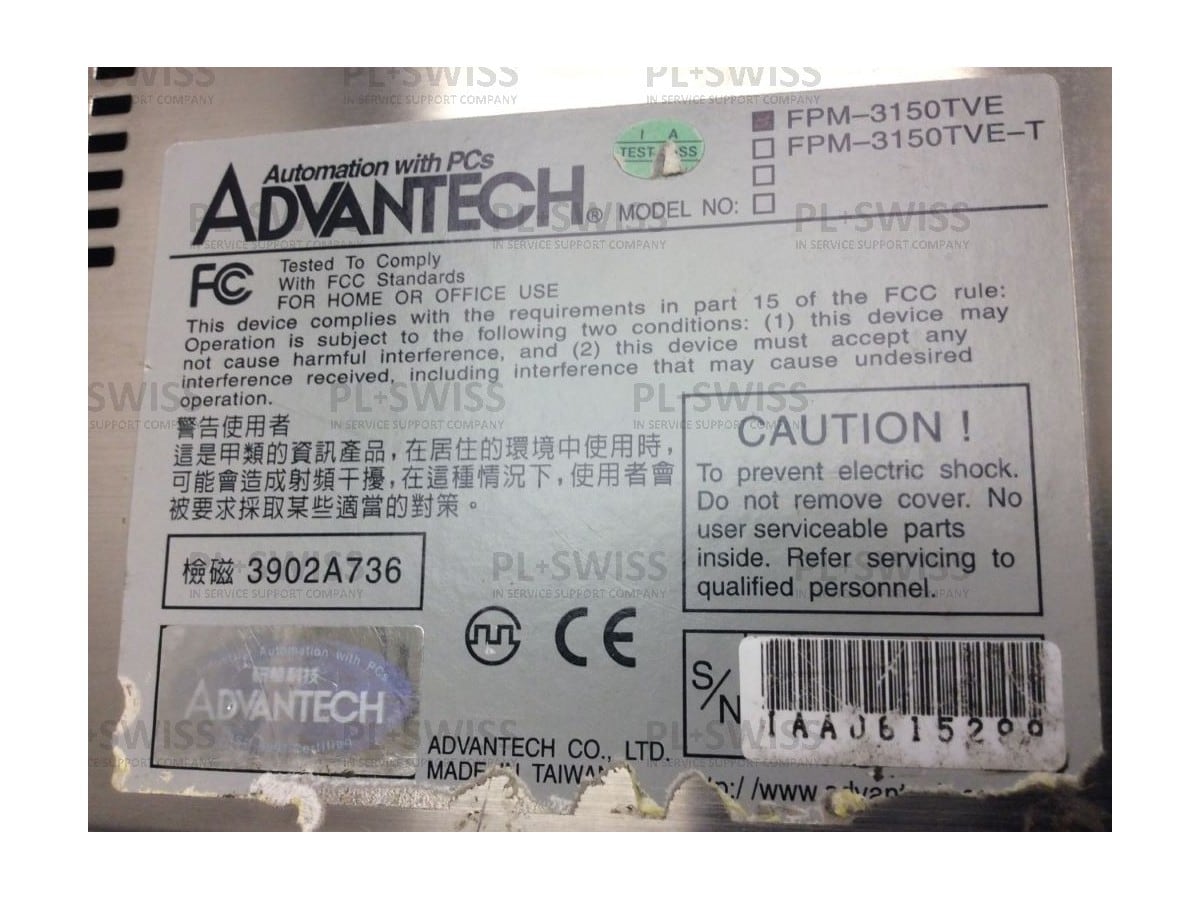 FPM-3150TVE
FPM-3150TVE-T
I A
TEST
Automation with PCs
ADVANTECH® MODEL NO:
FC Tested To Comply
With FCC Standards
FOR HOME OR OFFICE USE
This device complies with the requirements in part 15 of the FCC rule:
Operation is subject to the following two conditions: (1) this device may
not cause harmful interference, and (2) this device must accept any
interference received, including interference that may cause undesired
operation.
警告使用者
這是甲類的資訊產品，在居住的環境中使用時，
可能會造成射頻干擾，在這種情況下，使用者會
被要求採取某些適當的對策。
CAUTION !
To prevent electric shock.
Do not remove cover. No
user serviceable parts
inside. Refer servicing to
qualified personnel.
檢磁 3902A736
CE
Automation with PCs
研華科技
ADVANTECH
S/N
IAA0615299
ADVANTECH CO., LTD.
MADE IN TAIWAN
PL+SWISS
IN SERVICE SUPPORT COMPANY